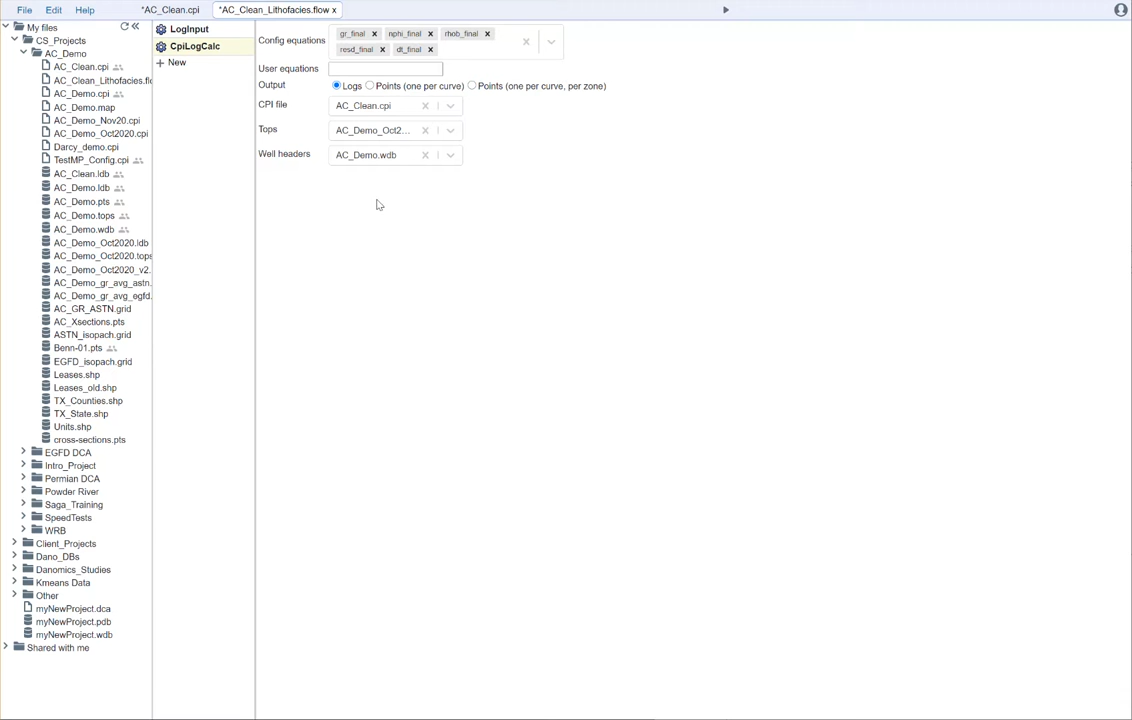 File Edit Help *AC_Clean.cpi *AC_Clean_Lithofacies.flow x
My files
CS_Projects
AC_Demo
AC_Clean.cpi
AC_Clean_Lithofacies.flo
AC_Demo.cpi
AC_Demo.map
AC_Demo_Nov20.cpi
AC_Demo_Oct2020.cpi
Darcy_demo.cpi
TestMP_Config.cpi
AC_Clean.ldb
AC_Demo.ldb
AC_Demo.pts
AC_Demo.tops
AC_Demo.wdb
AC_Demo_Oct2020.ldb
AC_Demo_Oct2020.tops
AC_Demo_Oct2020_v2.
AC_Demo_gr_avg_astn.
AC_Demo_gr_avg_egfd.
AC_GR_ASTN.grid
AC_Xsections.pts
ASTN_isopach.grid
Benn-01.pts
EGFD_isopach.grid
Leases.shp
Leases_old.shp
TX_Counties.shp
TX_State.shp
Units.shp
cross-sections.pts
EGFD DCA
Intro_Project
Permian DCA
Powder River
Saga_Training
SpeedTests
WRB
Client_Projects
Dano_DBs
Danomics_Studies
Kmeans Data
Other
myNewProject.dca
myNewProject.pdb
myNewProject.wdb
Shared with me
LogInput
CpiLogCalc
+ New
Config equations gr_final x nphi_final x rhob_final x
resd_final x dt_final x
User equations
Output Logs Points (one per curve) Points (one per curve, per zone)
CPI file AC_Clean.cpi
Tops AC_Demo_Oct2...
Well headers AC_Demo.wdb